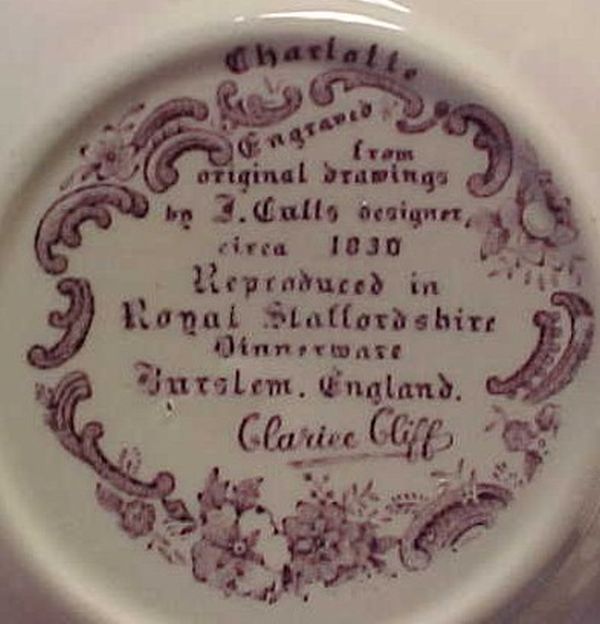 Charlotte
Engraved
from
original drawings
by J. Cutts designer,
circa 1830
Reproduced in
Royal Staffordshire
Dinnerware
Burslem. England.
Clarice Cliff